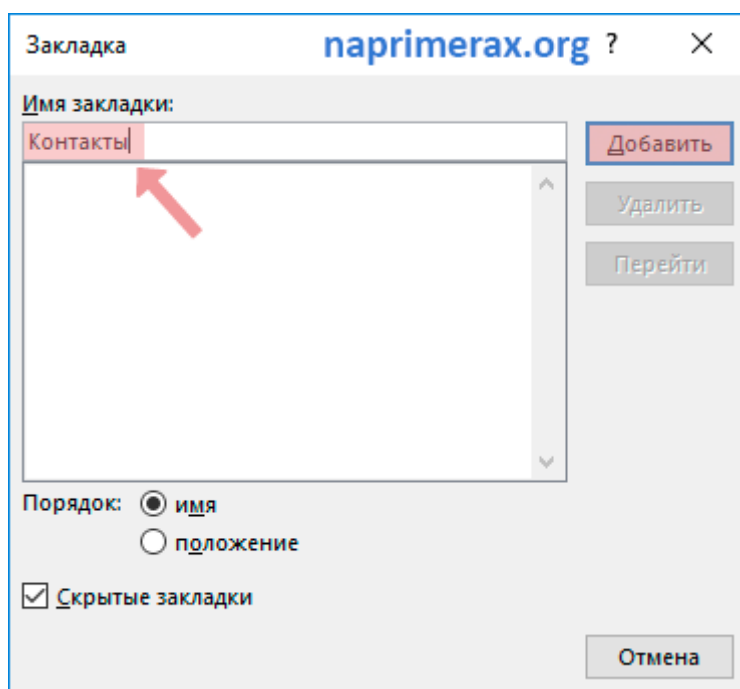 Закладка naprimerax.org ?
Имя закладки:
Контакты
Добавить
Удалить
Перейти
Порядок: имя
положение
Скрытые закладки
Отмена